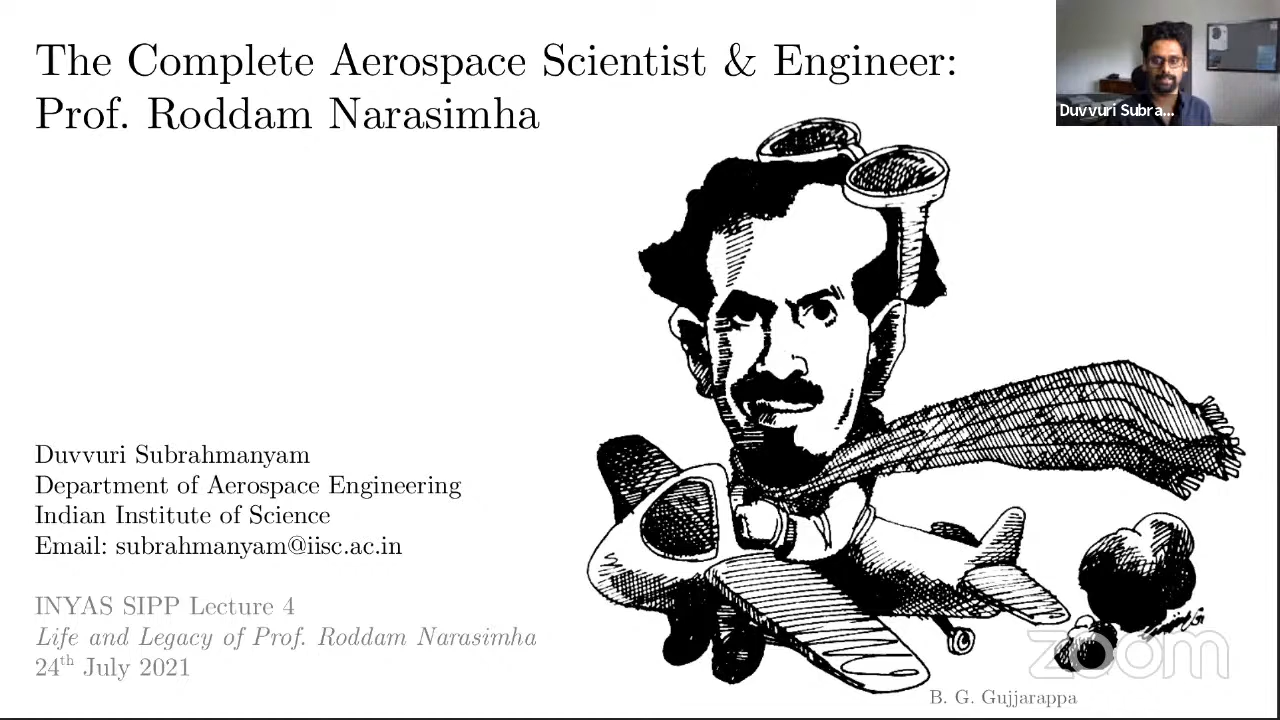 The Complete Aerospace Scientist & Engineer:
Prof. Roddam Narasimha
Duvvuri Subra...
Duvvuri Subrahmanyam
Department of Aerospace Engineering
Indian Institute of Science
Email: subrahmanyam@iisc.ac.in
INYAS SIPP Lecture 4
Life and Legacy of Prof. Roddam Narasimha
24th July 2021
zoom
B. G. Gujjarappa